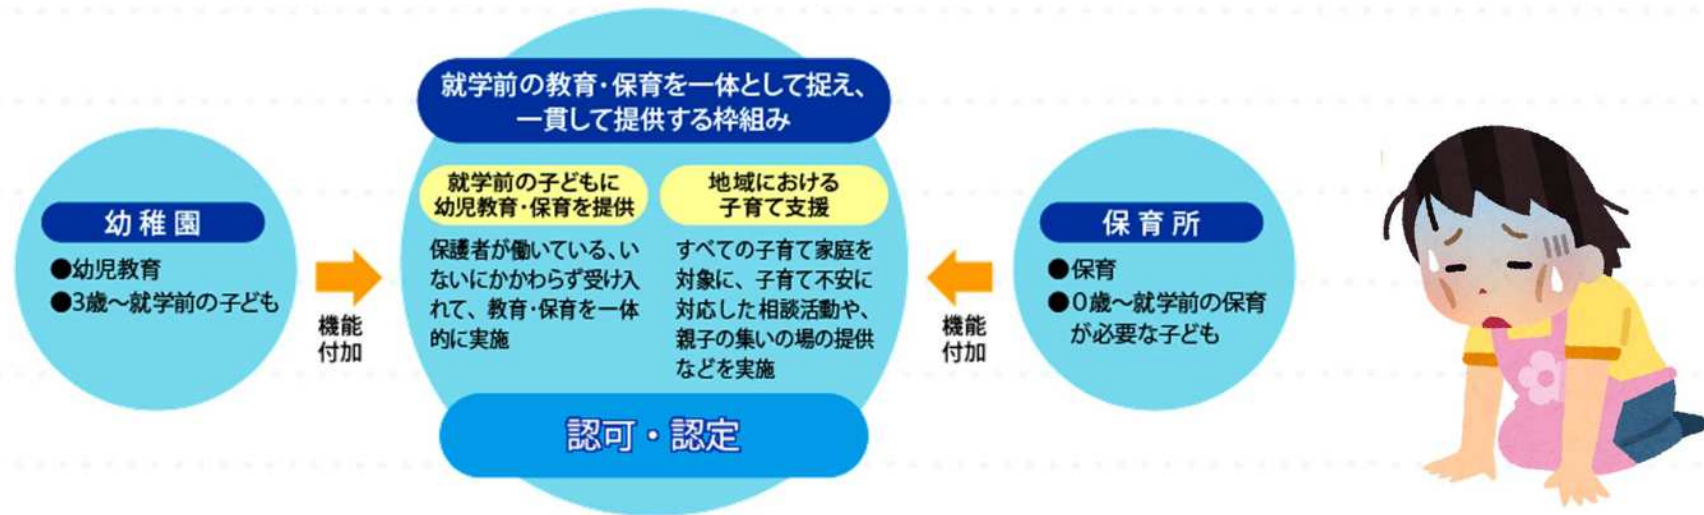 幼稚園
●幼児教育
●3歳～就学前の子ども
機能
付加
就学前の教育・保育を一体として捉え、
一貫して提供する枠組み
就学前の子どもに
幼児教育・保育を提供
保護者が働いている、い
ないにかかわらず受け入
れて、教育・保育を一体
的に実施
地域における
子育て支援
すべての子育て家庭を
対象に、子育て不安に
対応した相談活動や、
親子の集いの場の提供
などを実施
認可・認定
機能
付加
保育所
●保育
●0歳～就学前の保育
が必要な子ども